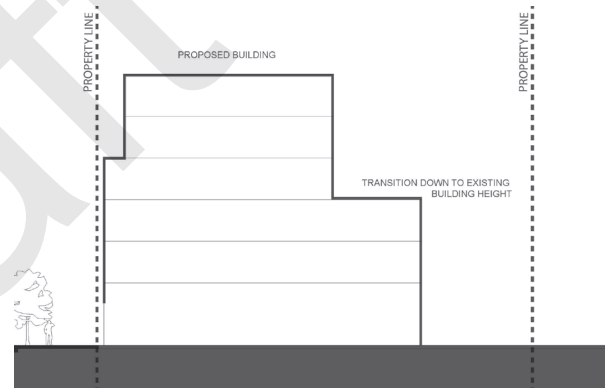 PROPERTY LINE
PROPOSED BUILDING
PROPERTY LINE
TRANSITION DOWN TO EXISTING
BUILDING HEIGHT